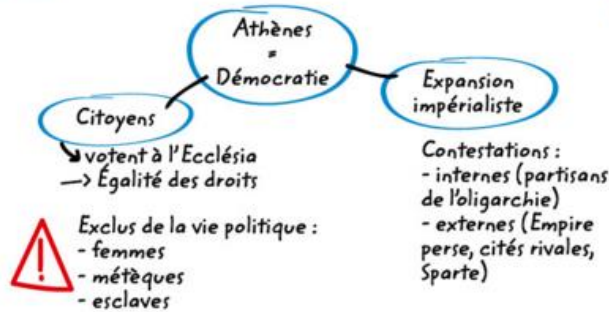 Athènes
=
Démocratie
Citoyens
votent à l'Ecclésia
—> Égalité des droits
Exclus de la vie politique :
- femmes
- métèques
- esclaves
Expansion
impérialiste
Contestations :
- internes (partisans
de l'oligarchie)
- externes (Empire
perse, cités rivales,
Sparte)